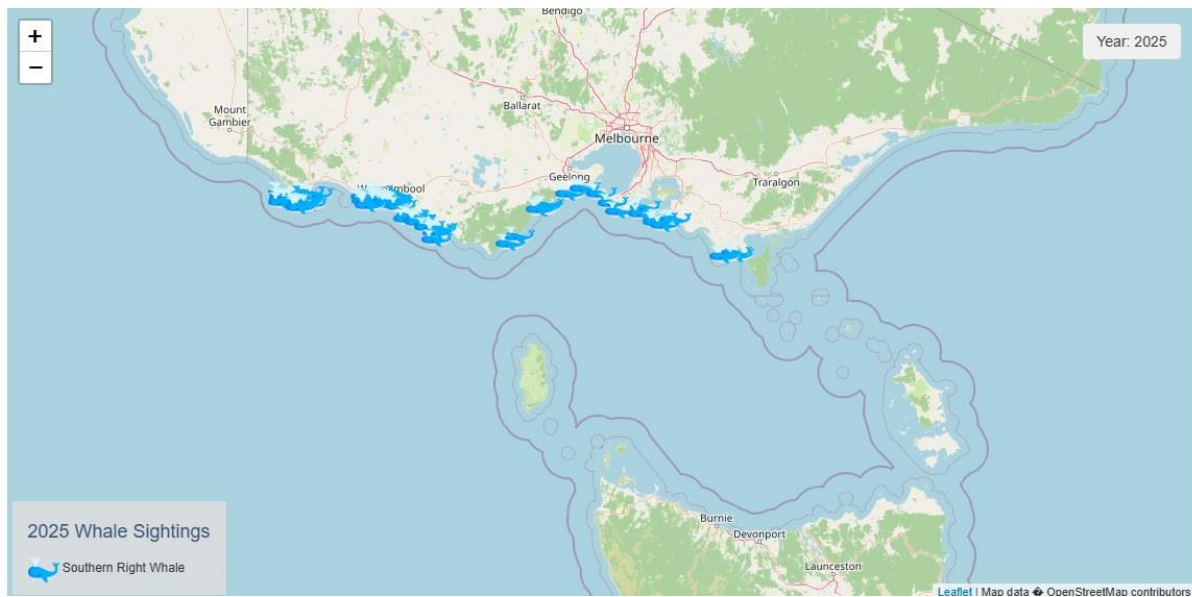 Bendigo
+
−
Year: 2025
Ballarat
Mount
Gambier
Melbourne
Geelong
Traralgon
Burnie
Devonport
Launceston
2025 Whale Sightings
Southern Right Whale
Leaflet | Map data � OpenStreetMap contributors